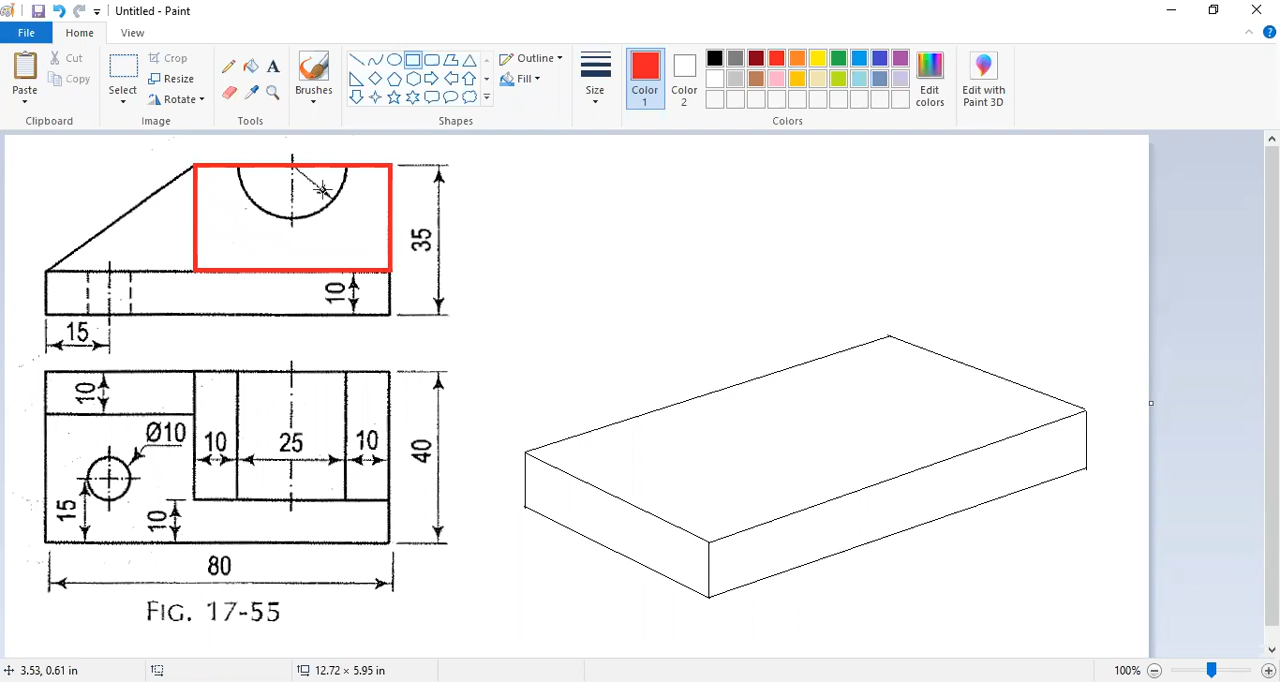 Untitled - Paint
File
Home
View
Paste
Cut
Copy
Clipboard
Select
Crop
Resize
Rotate
Image
A
Tools
Brushes
Shapes
Outline
Fill
Size
Color
1
Color
2
Edit
colors
Colors
Edit with
Paint 3D
35
10
15
10
Ø10
10
25
10
40
15
10
80
FIG. 17-55
3.53, 0.61 in
12.72 × 5.95 in
100%